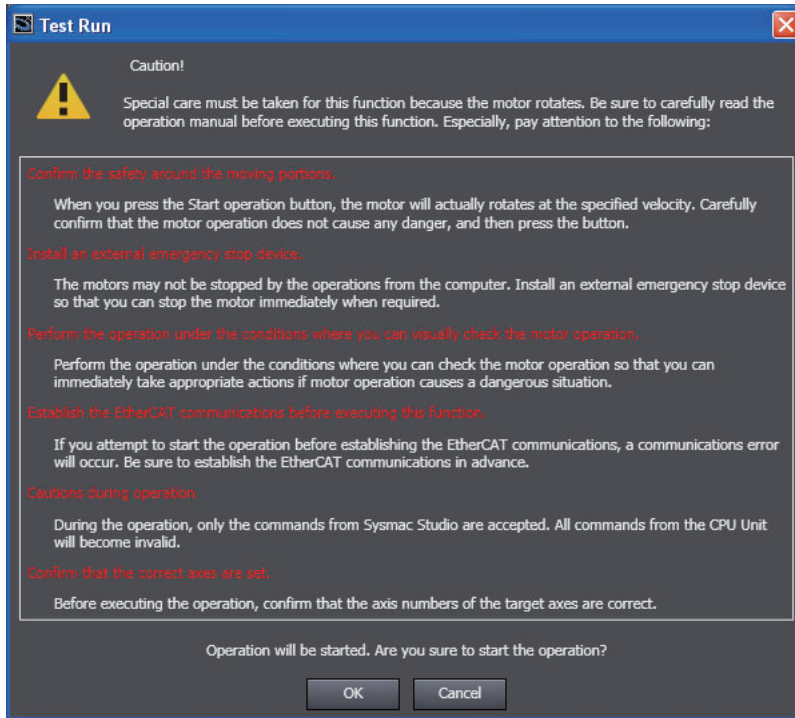 Test Run
Caution!
Special care must be taken for this function because the motor rotates. Be sure to carefully read the
operation manual before executing this function. Especially, pay attention to the following:
Confirm the safety around the moving portions.
When you press the Start operation button, the motor will actually rotates at the specified velocity. Carefully
confirm that the motor operation does not cause any danger, and then press the button.
Install an external emergency stop device.
The motors may not be stopped by the operations from the computer. Install an external emergency stop device
so that you can stop the motor immediately when required.
Perform the operation under the conditions where you can visually check the motor operation.
Perform the operation under the conditions where you can check the motor operation so that you can
immediately take appropriate actions if motor operation causes a dangerous situation.
Establish the EtherCAT communications before executing this function.
If you attempt to start the operation before establishing the EtherCAT communications, a communications error
will occur. Be sure to establish the EtherCAT communications in advance.
Cautions during operation
During the operation, only the commands from Sysmac Studio are accepted. All commands from the CPU Unit
will become invalid.
Confirm that the correct axes are set.
Before executing the operation, confirm that the axis numbers of the target axes are correct.
Operation will be started. Are you sure to start the operation?
OK
Cancel